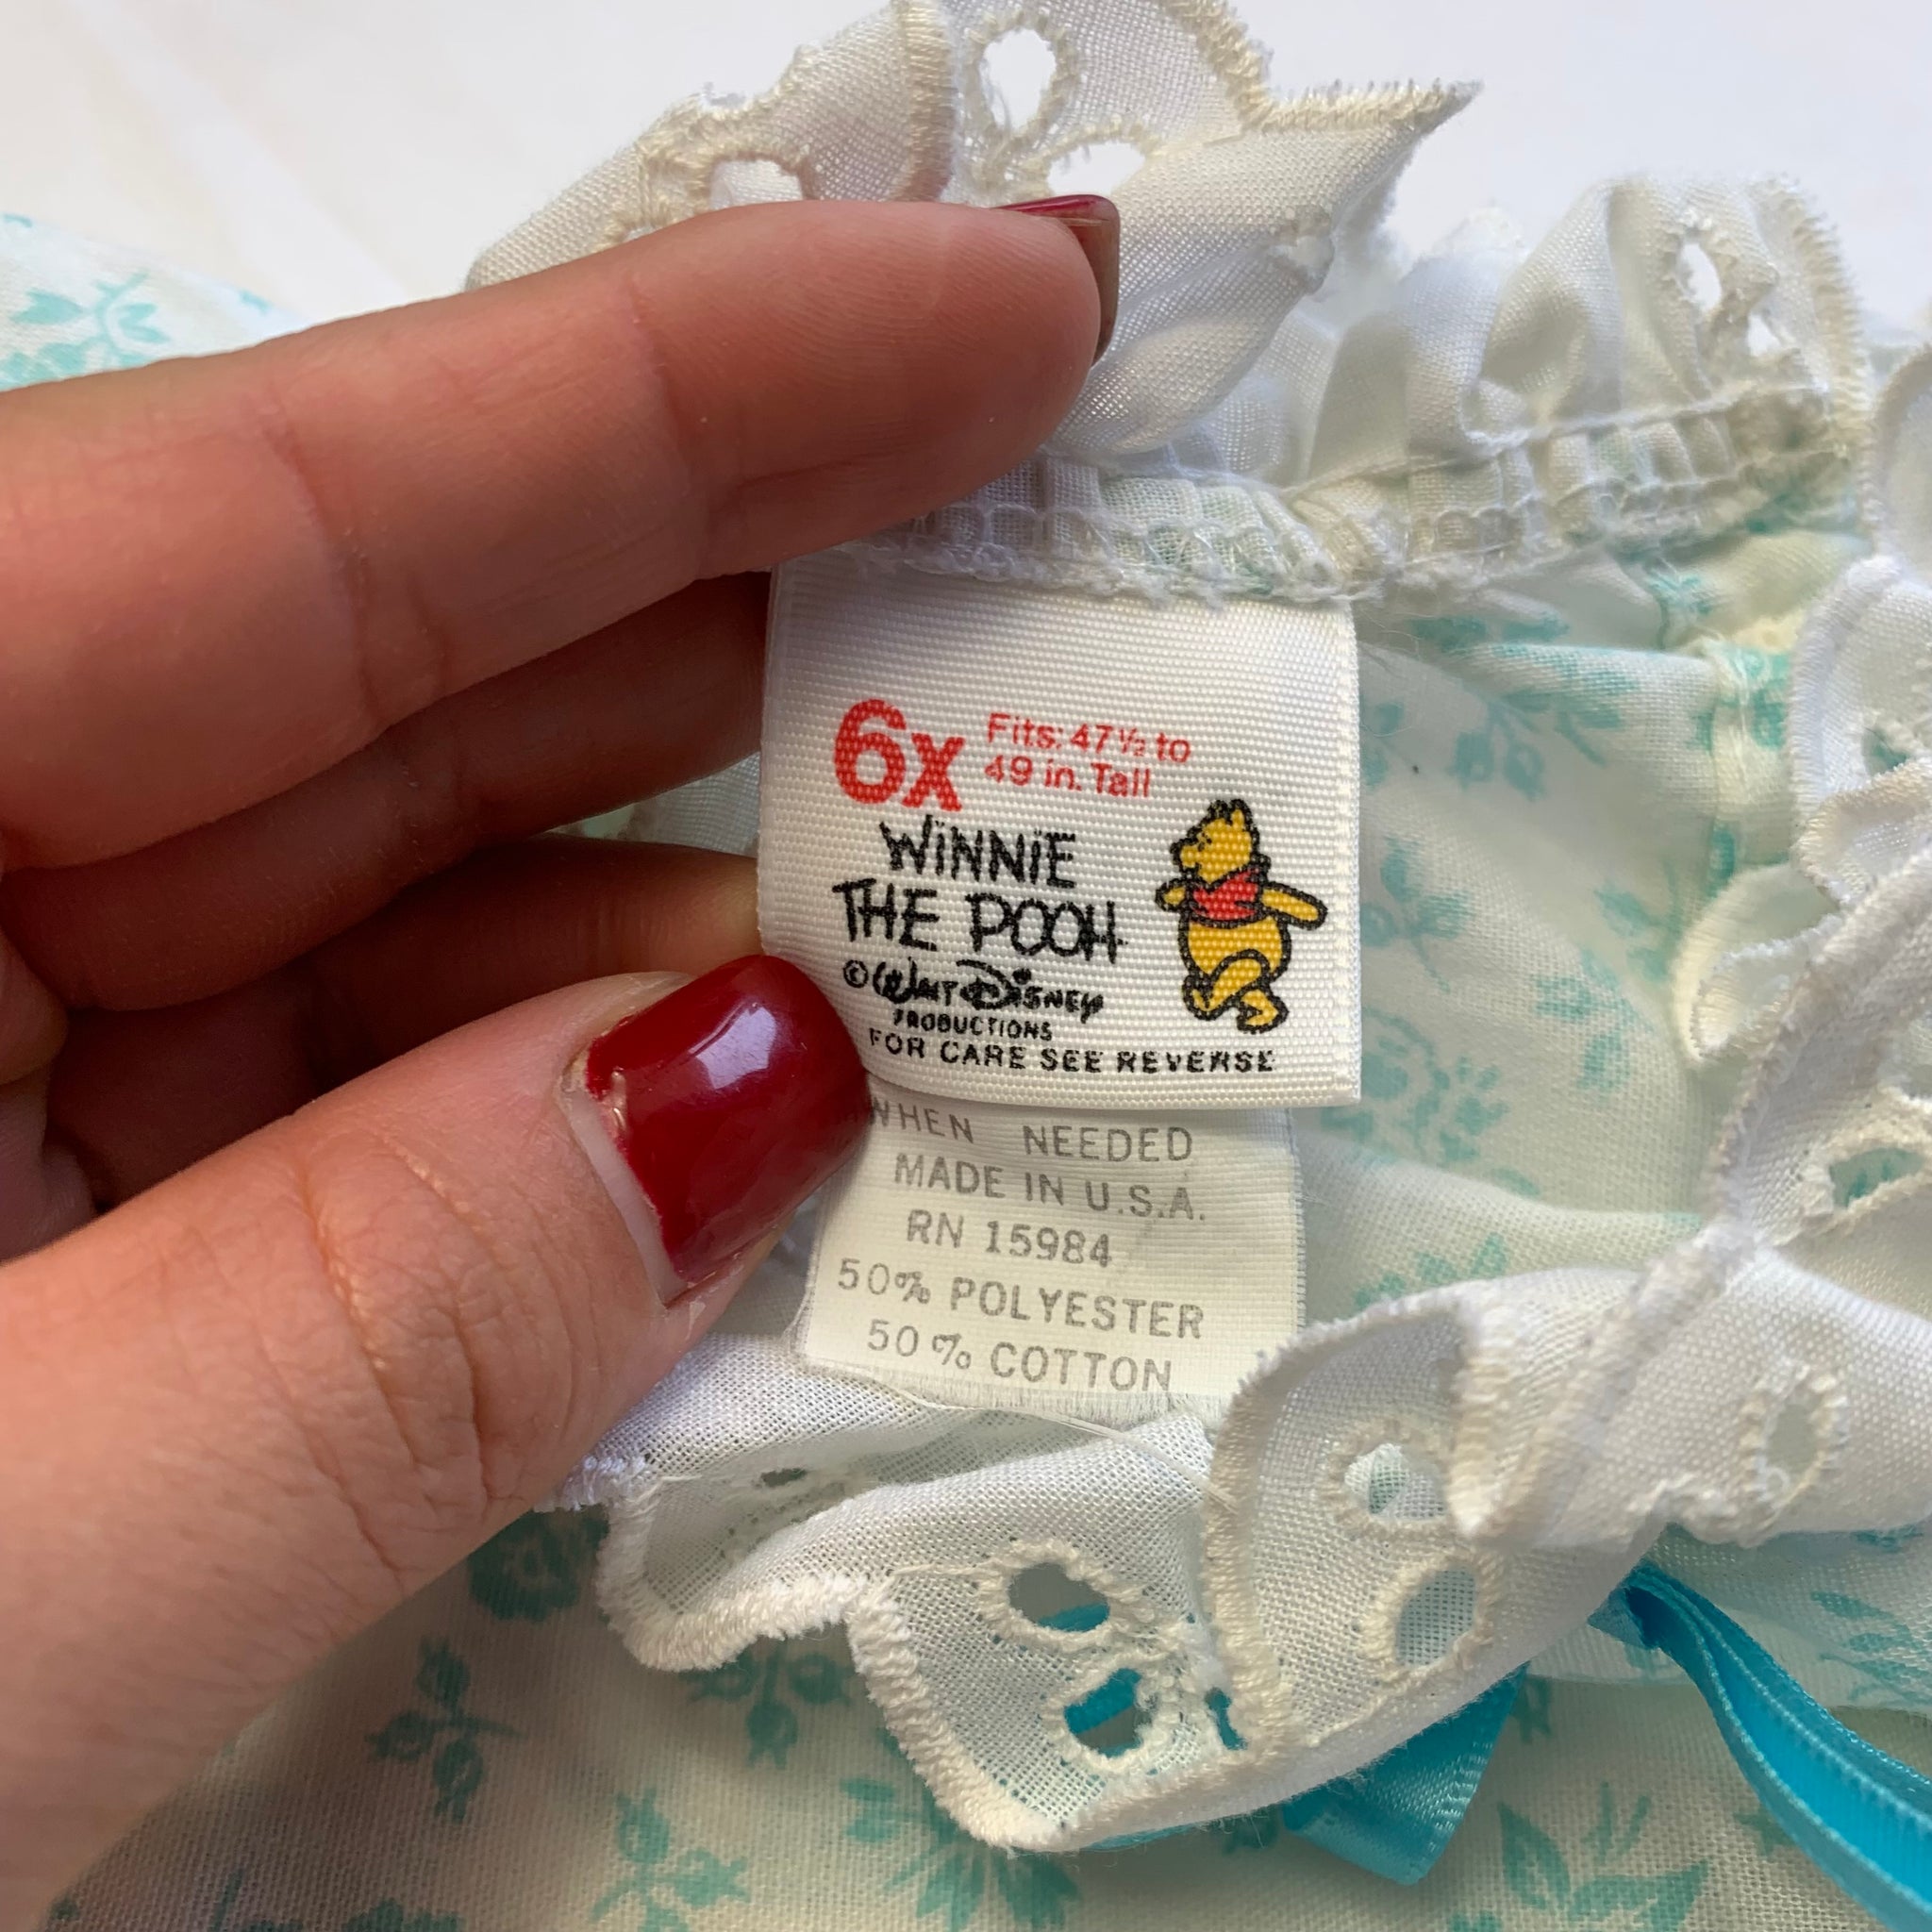 6x
Fits: 47½ to
49 in. Tall
WINNIE
THE POOH
© WALT DISNEY
PRODUCTIONS
FOR CARE SEE REVERSE
WHEN NEEDED
MADE IN U.S.A.
RN 15984
50% POLYESTER
50% COTTON